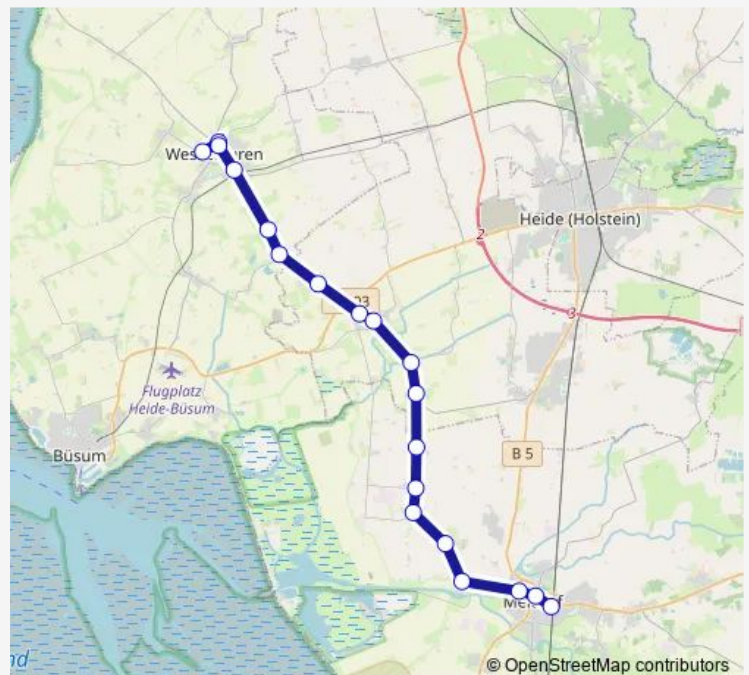 Heide (Holstein)
2
3
Flugplatz
Heide-Büsum
Büsum
B 5
© OpenStreetMap contributors